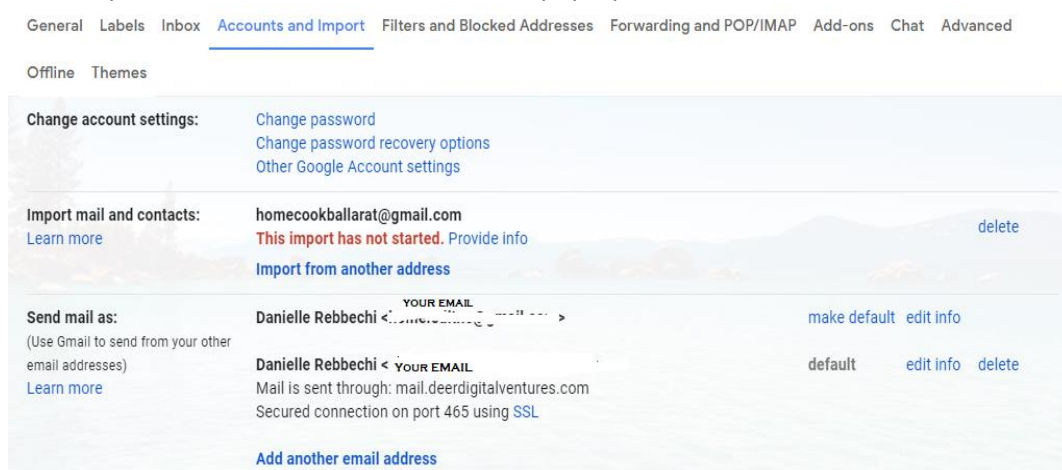 General Labels Inbox Accounts and Import Filters and Blocked Addresses Forwarding and POP/IMAP Add-ons Chat Advanced
Offline Themes
Change account settings: Change password
Change password recovery options
Other Google Account settings
Import mail and contacts: homecookballarat@gmail.com
Learn more This import has not started. Provide info delete
Import from another address
YOUR EMAIL
Send mail as: Danielle Rebbechi < > make default edit info
(Use Gmail to send from your other
email addresses) Danielle Rebbechi < YOUR EMAIL default edit info delete
Learn more Mail is sent through: mail.deerdigitalventures.com
Secured connection on port 465 using SSL
Add another email address